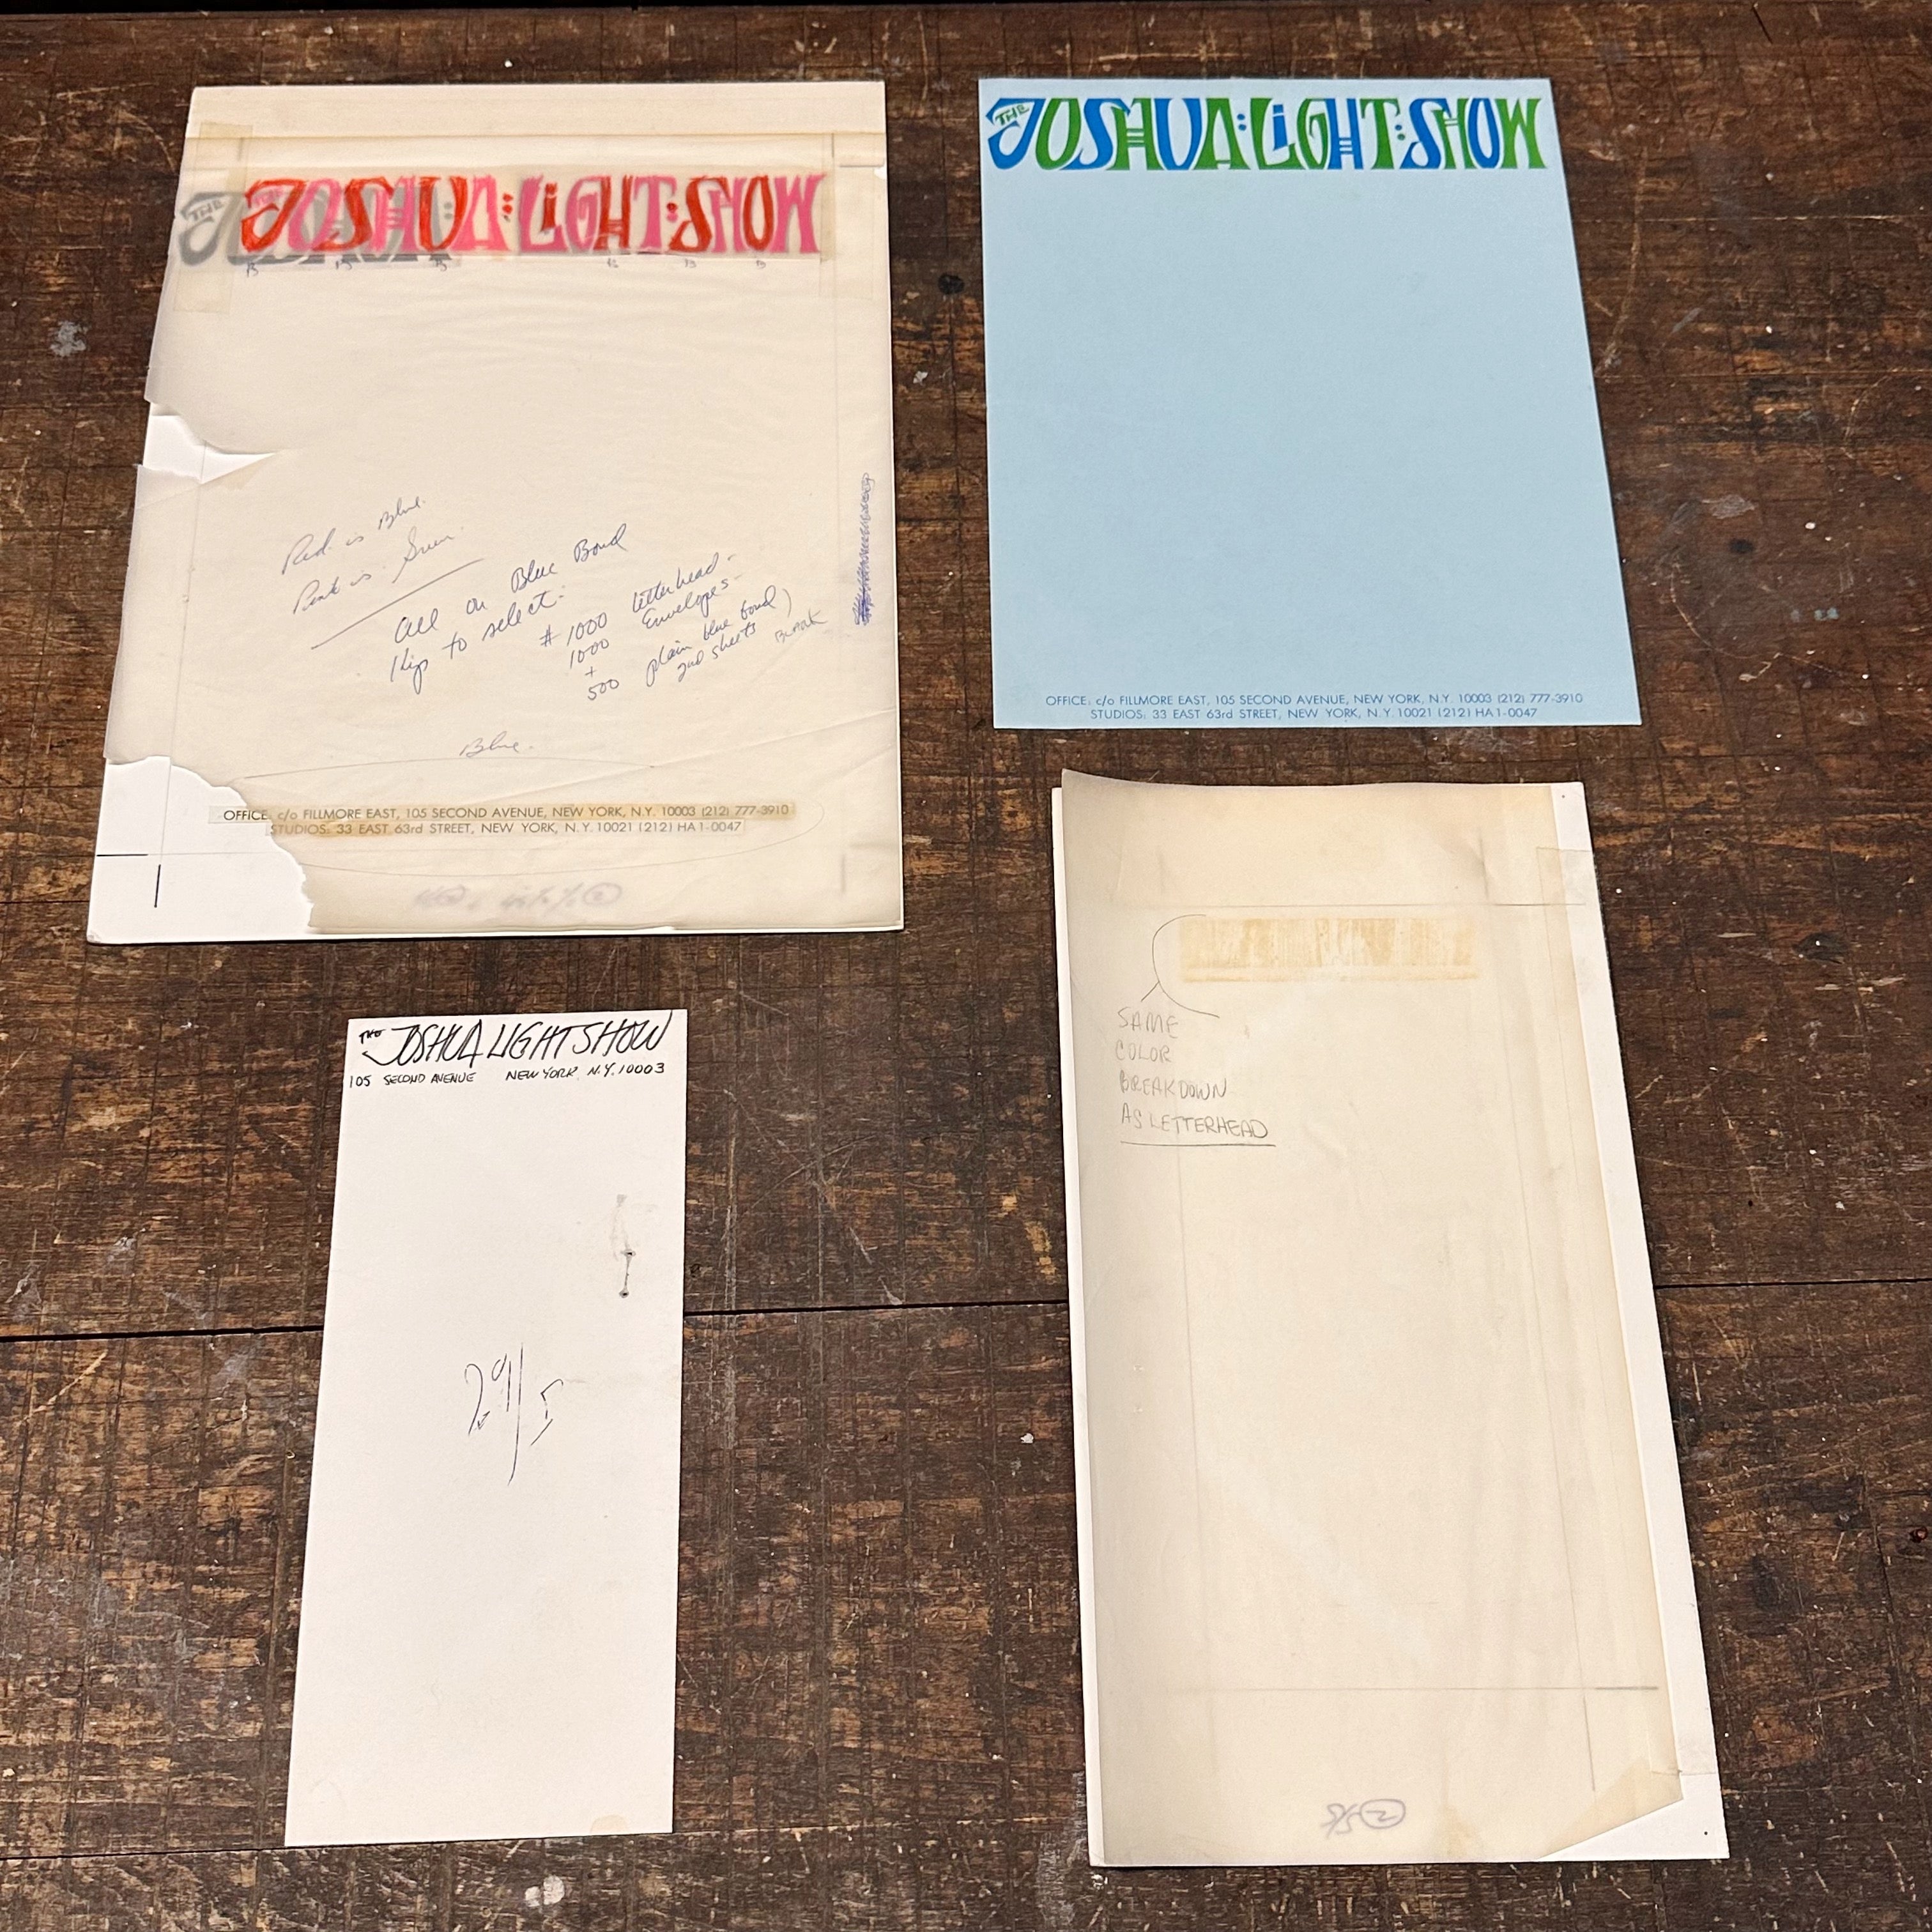 THE JOSHUA LIGHT SHOW
B B B B B B
Red is Blue.
Pink is Green
all on Blue Bond
to select-
# 1000 letterhead-
1000 Envelopes-
+
500 plain blue bond)
2nd sheets Blank
Blue.
OFFICE: c/o FILLMORE EAST, 105 SECOND AVENUE, NEW YORK, N.Y. 10003 (212) 777-3910
STUDIOS: 33 EAST 63rd STREET, NEW YORK, N.Y. 10021 (212) HA 1-0047
THE JOSHUA:LiGHT:SHOW
OFFICE: c/o FILLMORE EAST, 105 SECOND AVENUE, NEW YORK, N.Y. 10003 (212) 777-3910
STUDIOS: 33 EAST 63rd STREET, NEW YORK, N.Y. 10021 (212) HA 1-0047
THE JOSHUA LIGHT SHOW
105 SECOND AVENUE NEW YORK, N.Y. 10003
SAME
COLOR
BREAKDOWN
AS LETTERHEAD